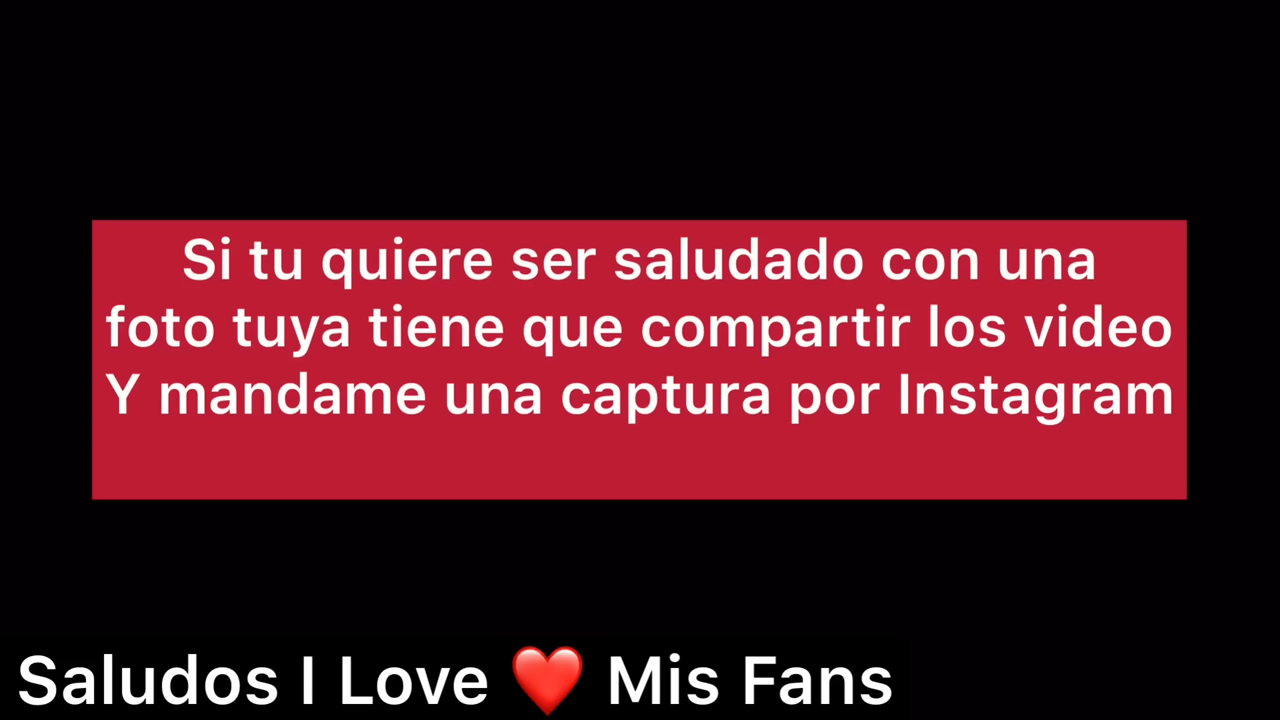 Si tu quiere ser saludado con una
foto tuya tiene que compartir los video
Y mandame una captura por Instagram
Saludos I Love ❤️ Mis Fans